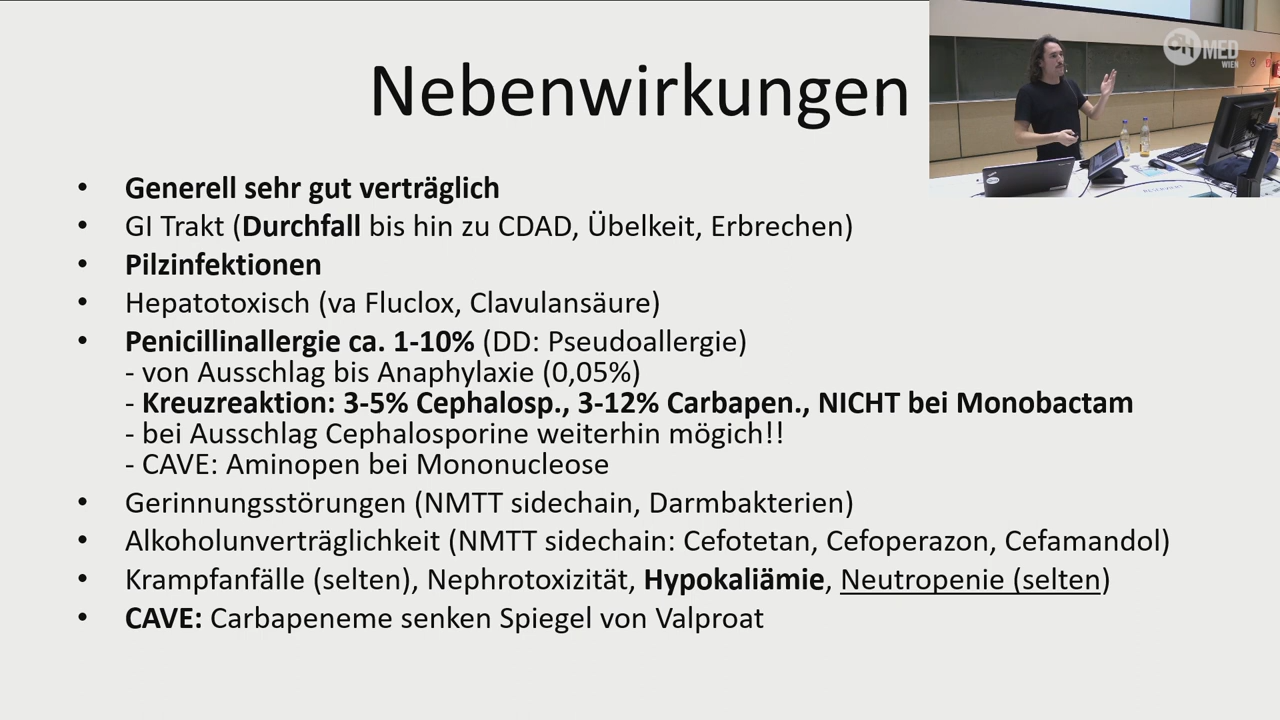 Nebenwirkungen
ÖH MED
WIEN
• Generell sehr gut verträglich
• GI Trakt (Durchfall bis hin zu CDAD, Übelkeit, Erbrechen)
• Pilzinfektionen
• Hepatotoxisch (va Fluclox, Clavulansäure)
• Penicillinallergie ca. 1-10% (DD: Pseudoallergie)
- von Ausschlag bis Anaphylaxie (0,05%)
- Kreuzreaktion: 3-5% Cephalosp., 3-12% Carbapen., NICHT bei Monobactam
- bei Ausschlag Cephalosporine weiterhin mögich!!
- CAVE: Aminopen bei Mononucleose
• Gerinnungsstörungen (NMTT sidechain, Darmbakterien)
• Alkoholunverträglichkeit (NMTT sidechain: Cefotetan, Cefoperazon, Cefamandol)
• Krampfanfälle (selten), Nephrotoxizität, Hypokaliämie, Neutropenie (selten)
• CAVE: Carbapeneme senken Spiegel von Valproat